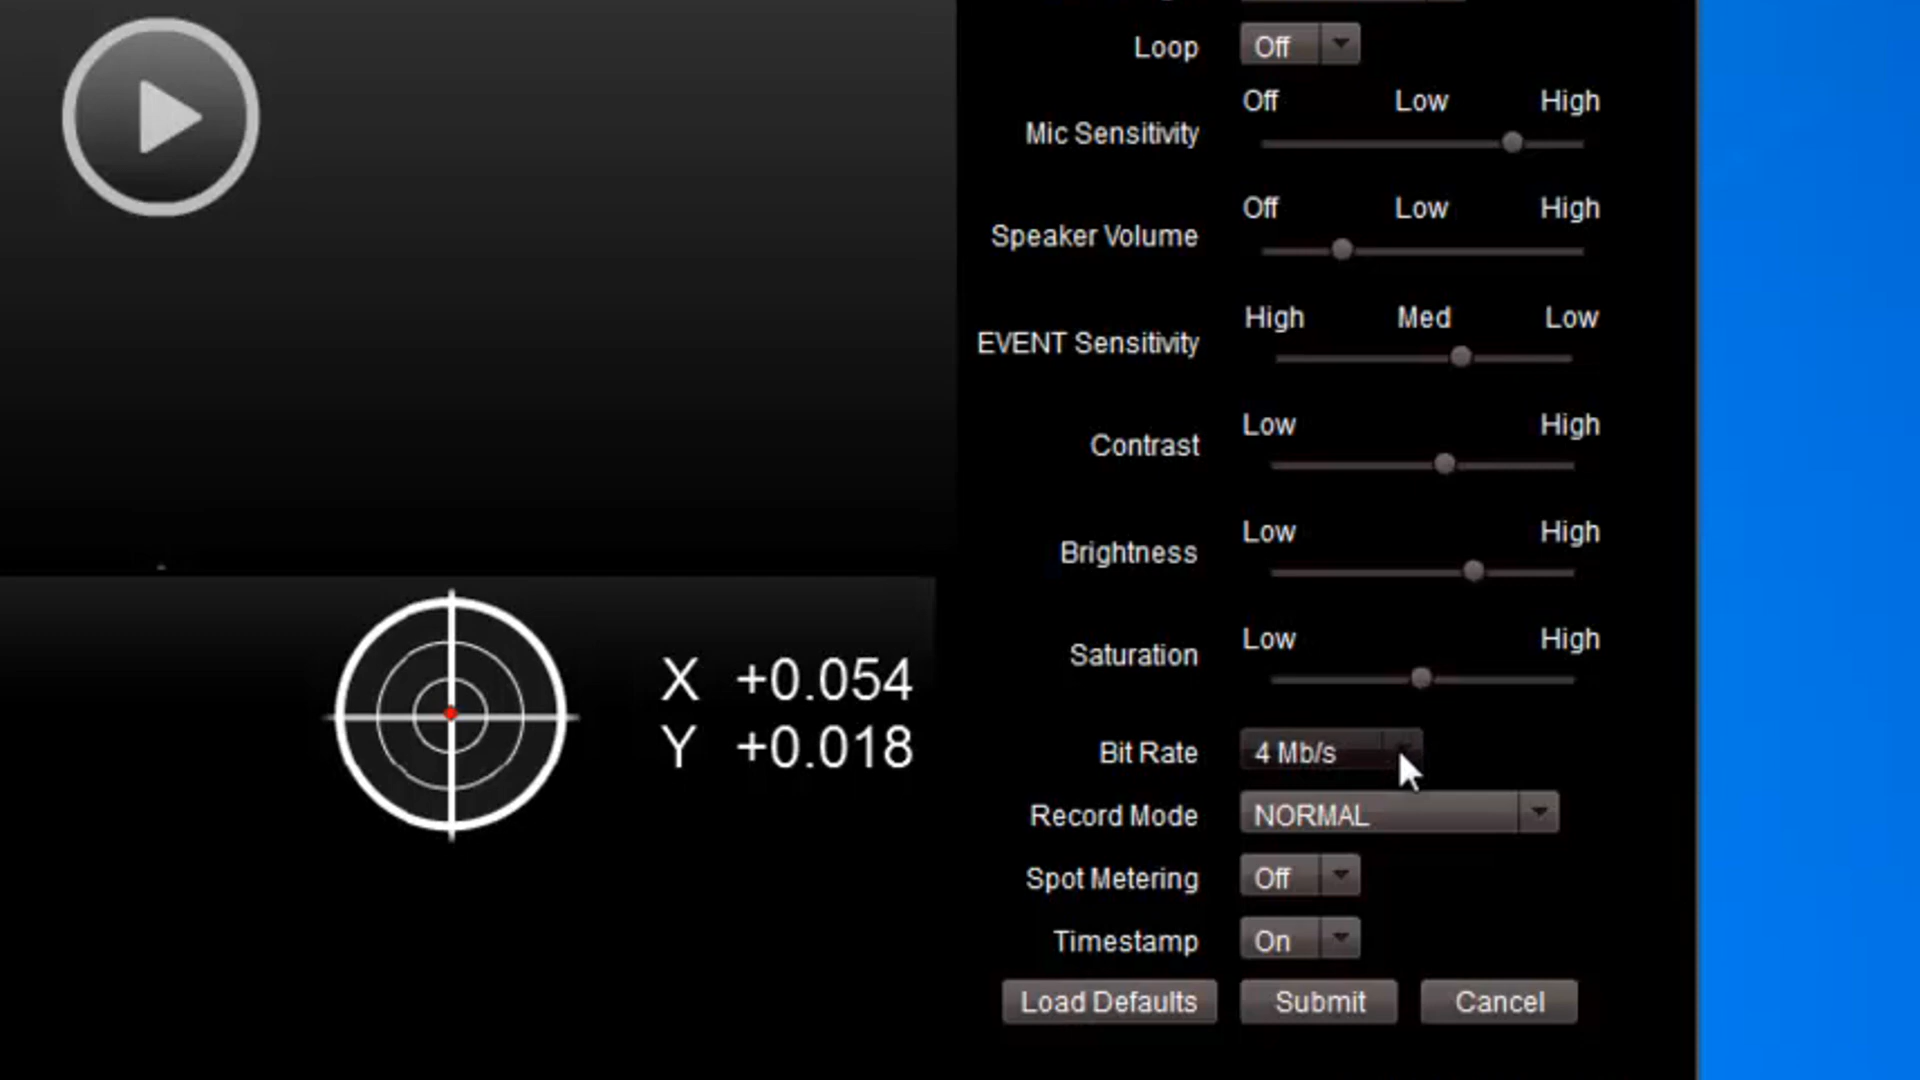 Loop Off
Off Low High
Mic Sensitivity
Off Low High
Speaker Volume
High Med Low
EVENT Sensitivity
Low High
Contrast
Low High
Brightness
Low High
Saturation
X +0.054
Y +0.018
Bit Rate 4 Mb/s
Record Mode NORMAL
Spot Metering Off
Timestamp On
Load Defaults Submit Cancel